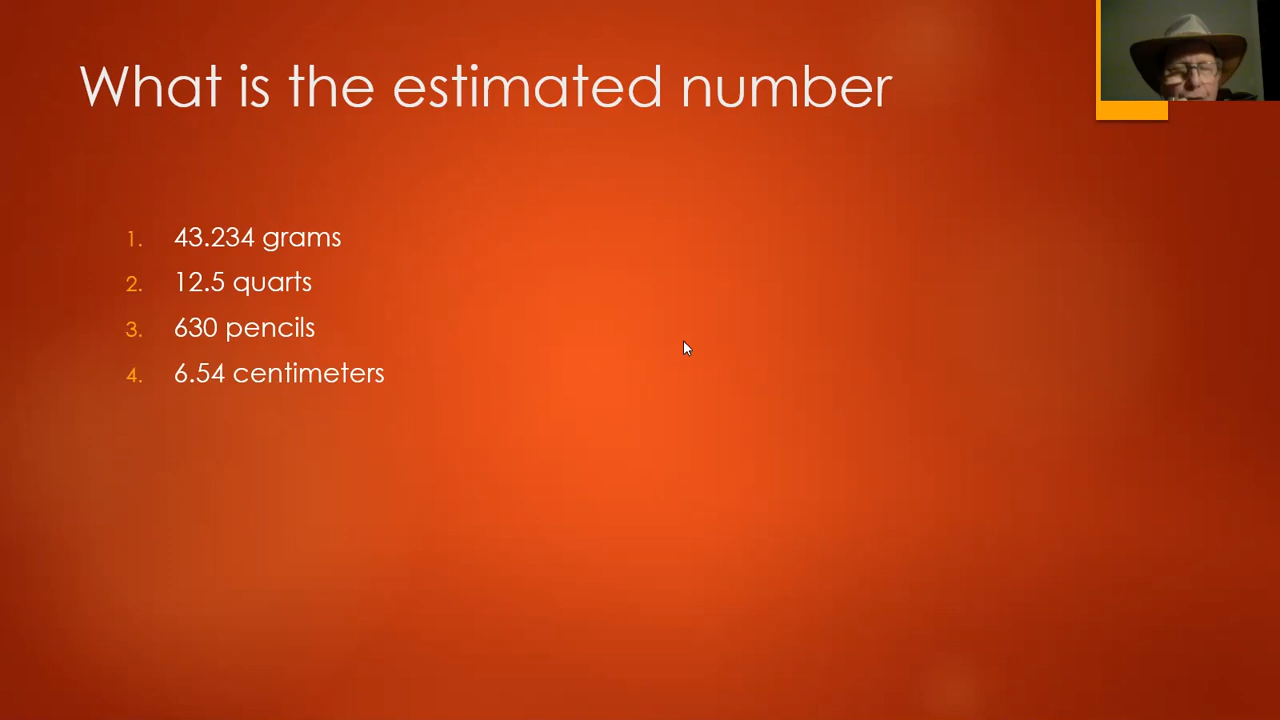 What is the estimated number
1. 43.234 grams
2. 12.5 quarts
3. 630 pencils
4. 6.54 centimeters